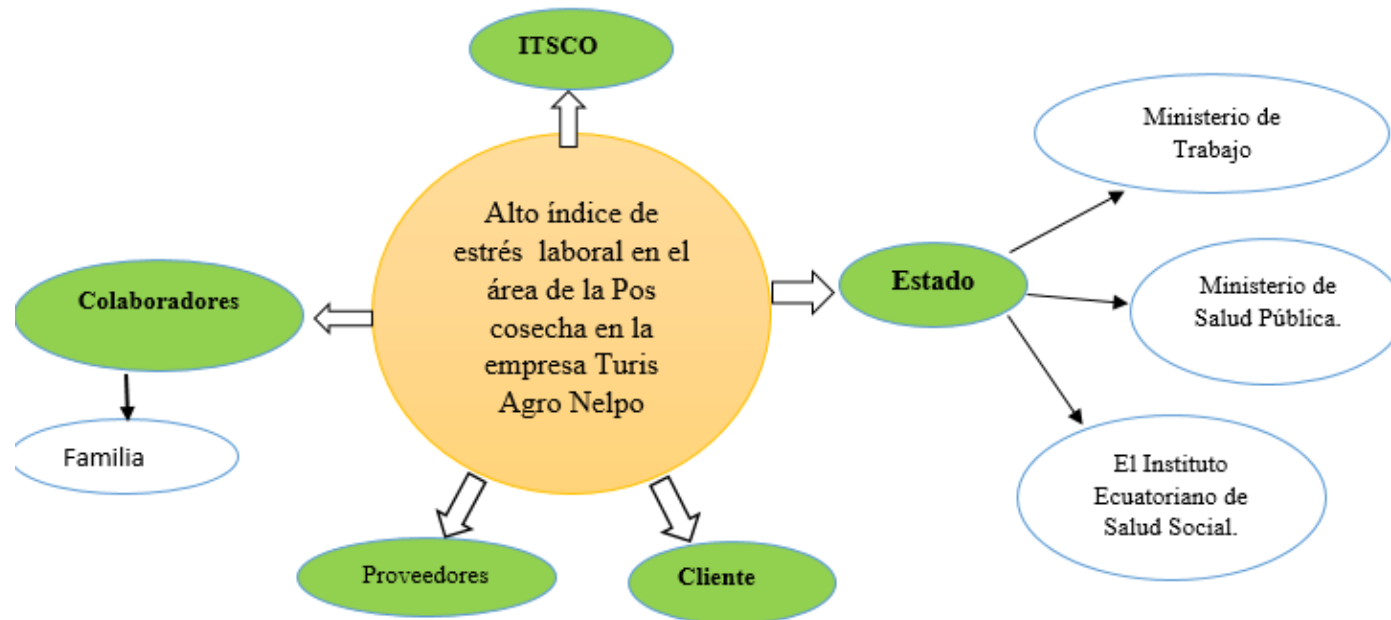 ITSCO
Ministerio de
Trabajo
Alto índice de
estrés laboral en el
área de la Pos
cosecha en la
empresa Turis
Agro Nelpo
Colaboradores
Estado
Ministerio de
Salud Pública.
Familia
El Instituto
Ecuatoriano de
Salud Social.
Proveedores
Cliente